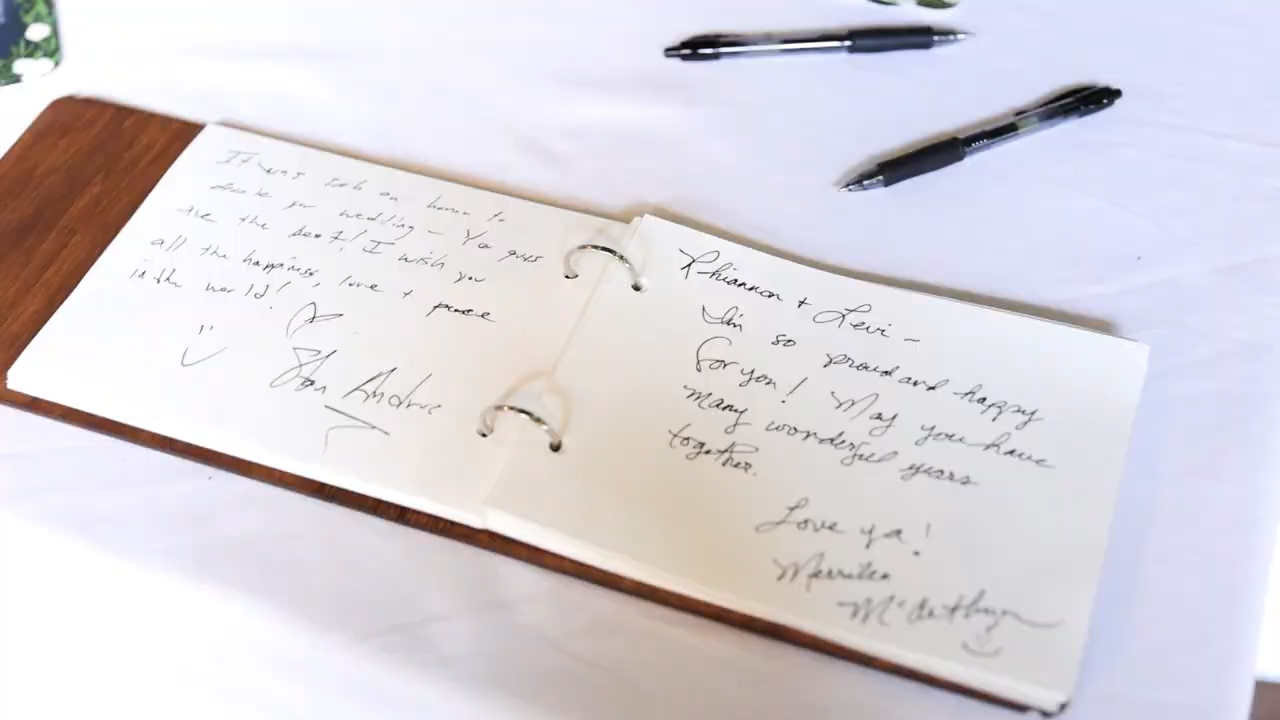 It was such an honor to
your wedding - You guys
are the best! I wish you
all the happiness, love + peace
in the world!
Rhiannon + Levi -
I'm so proud and happy
for you! May you have
many wonderful years
together.
Love ya!